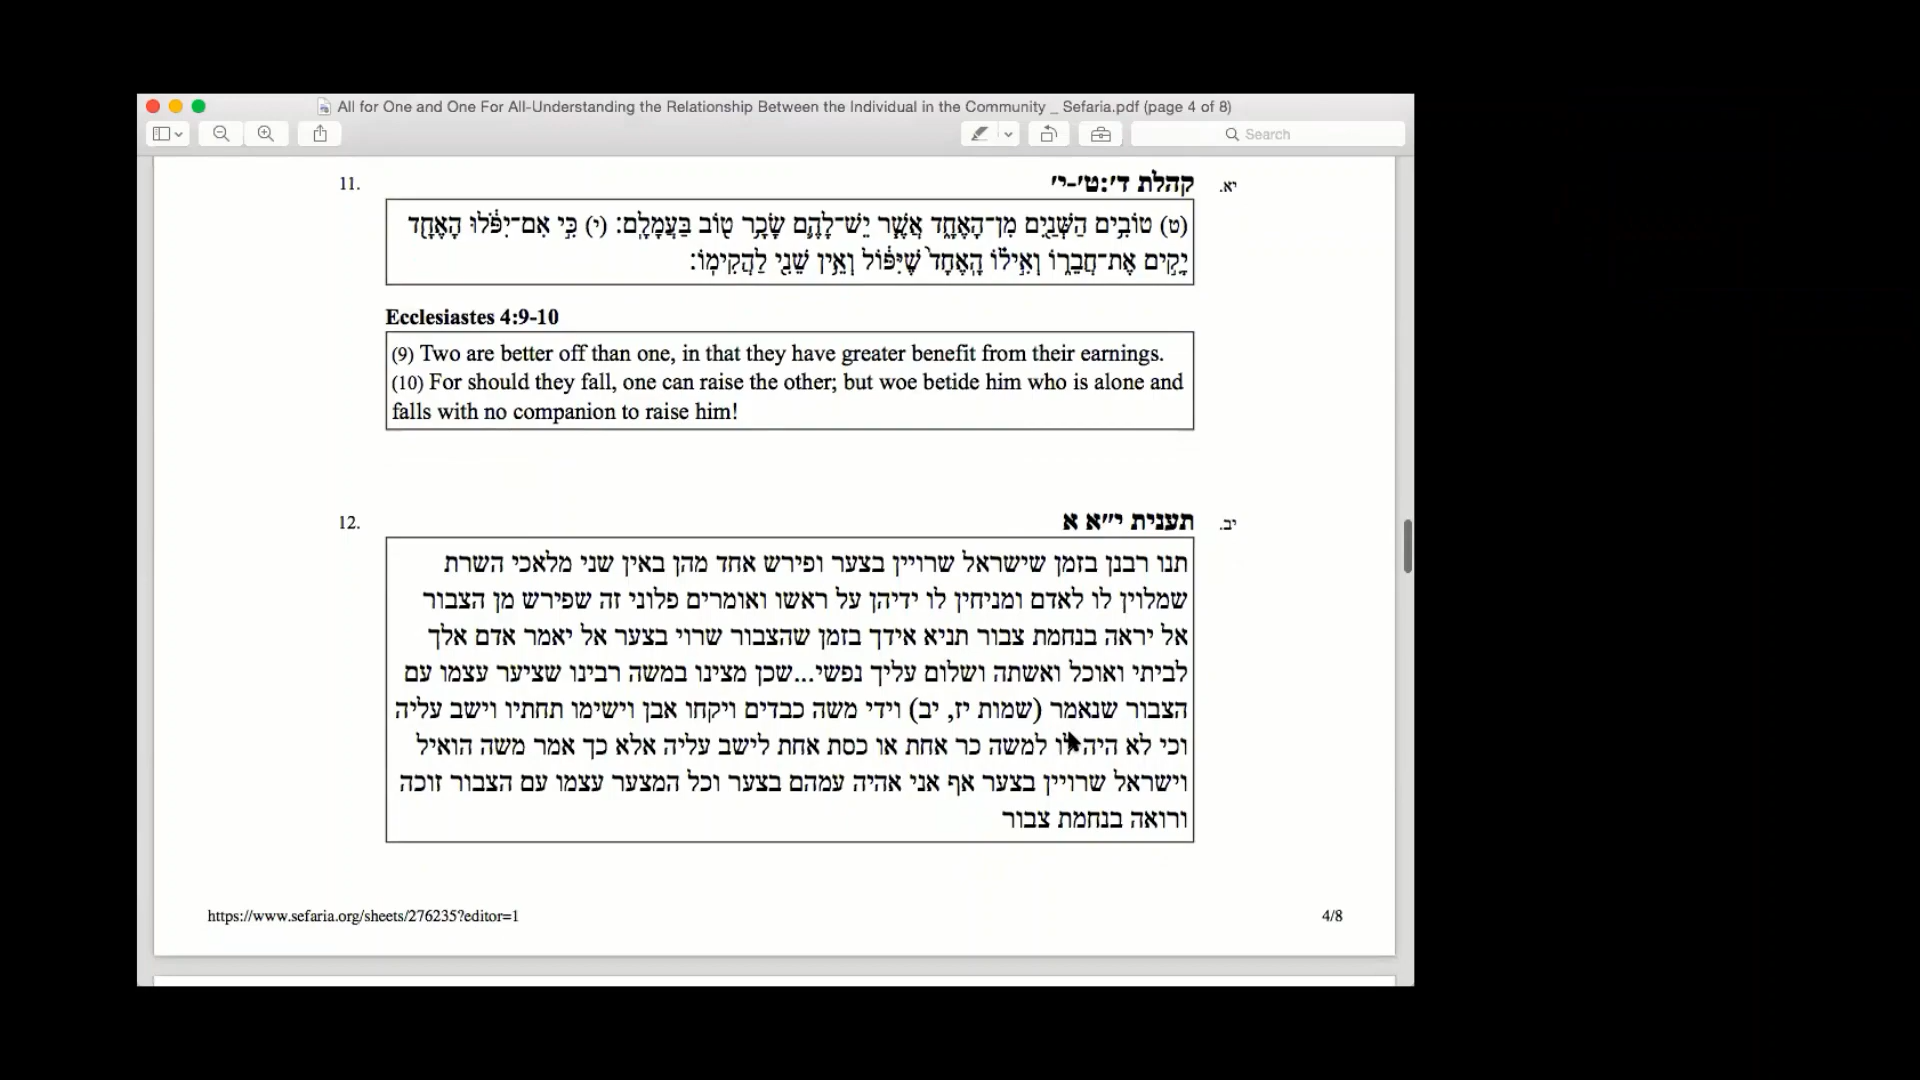 All for One and One For All-Understanding the Relationship Between the Individual in the Community _ Sefaria.pdf (page 4 of 8)
Search
11.
קהלת ד׳:ט׳-י׳
יא.
(ט) טוֹבִ֥ים הַשְּׁנַ֖יִם מִן־הָאֶחָ֑ד אֲשֶׁ֧ר יֵשׁ־לָהֶ֛ם שָׂכָ֥ר ט֖וֹב בַּעֲמָלָֽם׃ (י) כִּ֣י אִם־יִפֹּ֔לוּ הָאֶחָ֖ד
יָקִ֣ים אֶת־חֲבֵר֑וֹ וְאִ֣יל֗וֹ הָֽאֶחָד֙ שֶׁיִּפּ֔וֹל וְאֵ֥ין שֵׁנִ֖י לַהֲקִימֽוֹ׃
Ecclesiastes 4:9-10
(9) Two are better off than one, in that they have greater benefit from their earnings.
(10) For should they fall, one can raise the other; but woe betide him who is alone and
falls with no companion to raise him!
12.
תענית י״א א
יב.
תנו רבנן בזמן שישראל שרויין בצער ופירש אחד מהן באין שני מלאכי השרת
שמלוין לו לאדם ומניחין לו ידיהן על ראשו ואומרים פלוני זה שפירש מן הצבור
אל יראה בנחמת צבור תניא אידך בזמן שהצבור שרוי בצער אל יאמר אדם אלך
לביתי ואוכל ואשתה ושלום עליך נפשי...שכן מצינו במשה רבינו שציער עצמו עם
הצבור שנאמר (שמות יז, יב) וידי משה כבדים ויקחו אבן וישימו תחתיו וישב עליה
וכי לא היה לו למשה כר אחת או כסת אחת לישב עליה אלא כך אמר משה הואיל
וישראל שרויין בצער אף אני אהיה עמהם בצער וכל המצער עצמו עם הצבור זוכה
ורואה בנחמת צבור
https://www.sefaria.org/sheets/276235?editor=1
4/8